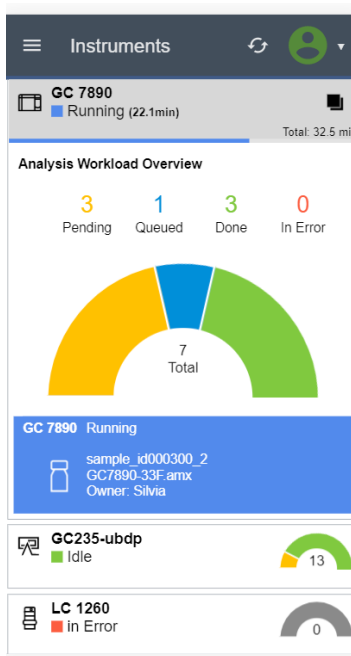 Instruments
GC 7890
Running (22.1min)
Total: 32.5 mi
Analysis Workload Overview
3 1 3 0
Pending Queued Done In Error
7
Total
GC 7890 Running
sample_id000300_2
GC7890-33F.amx
Owner: Silvia
GC235-ubdp
Idle
13
LC 1260
in Error
0